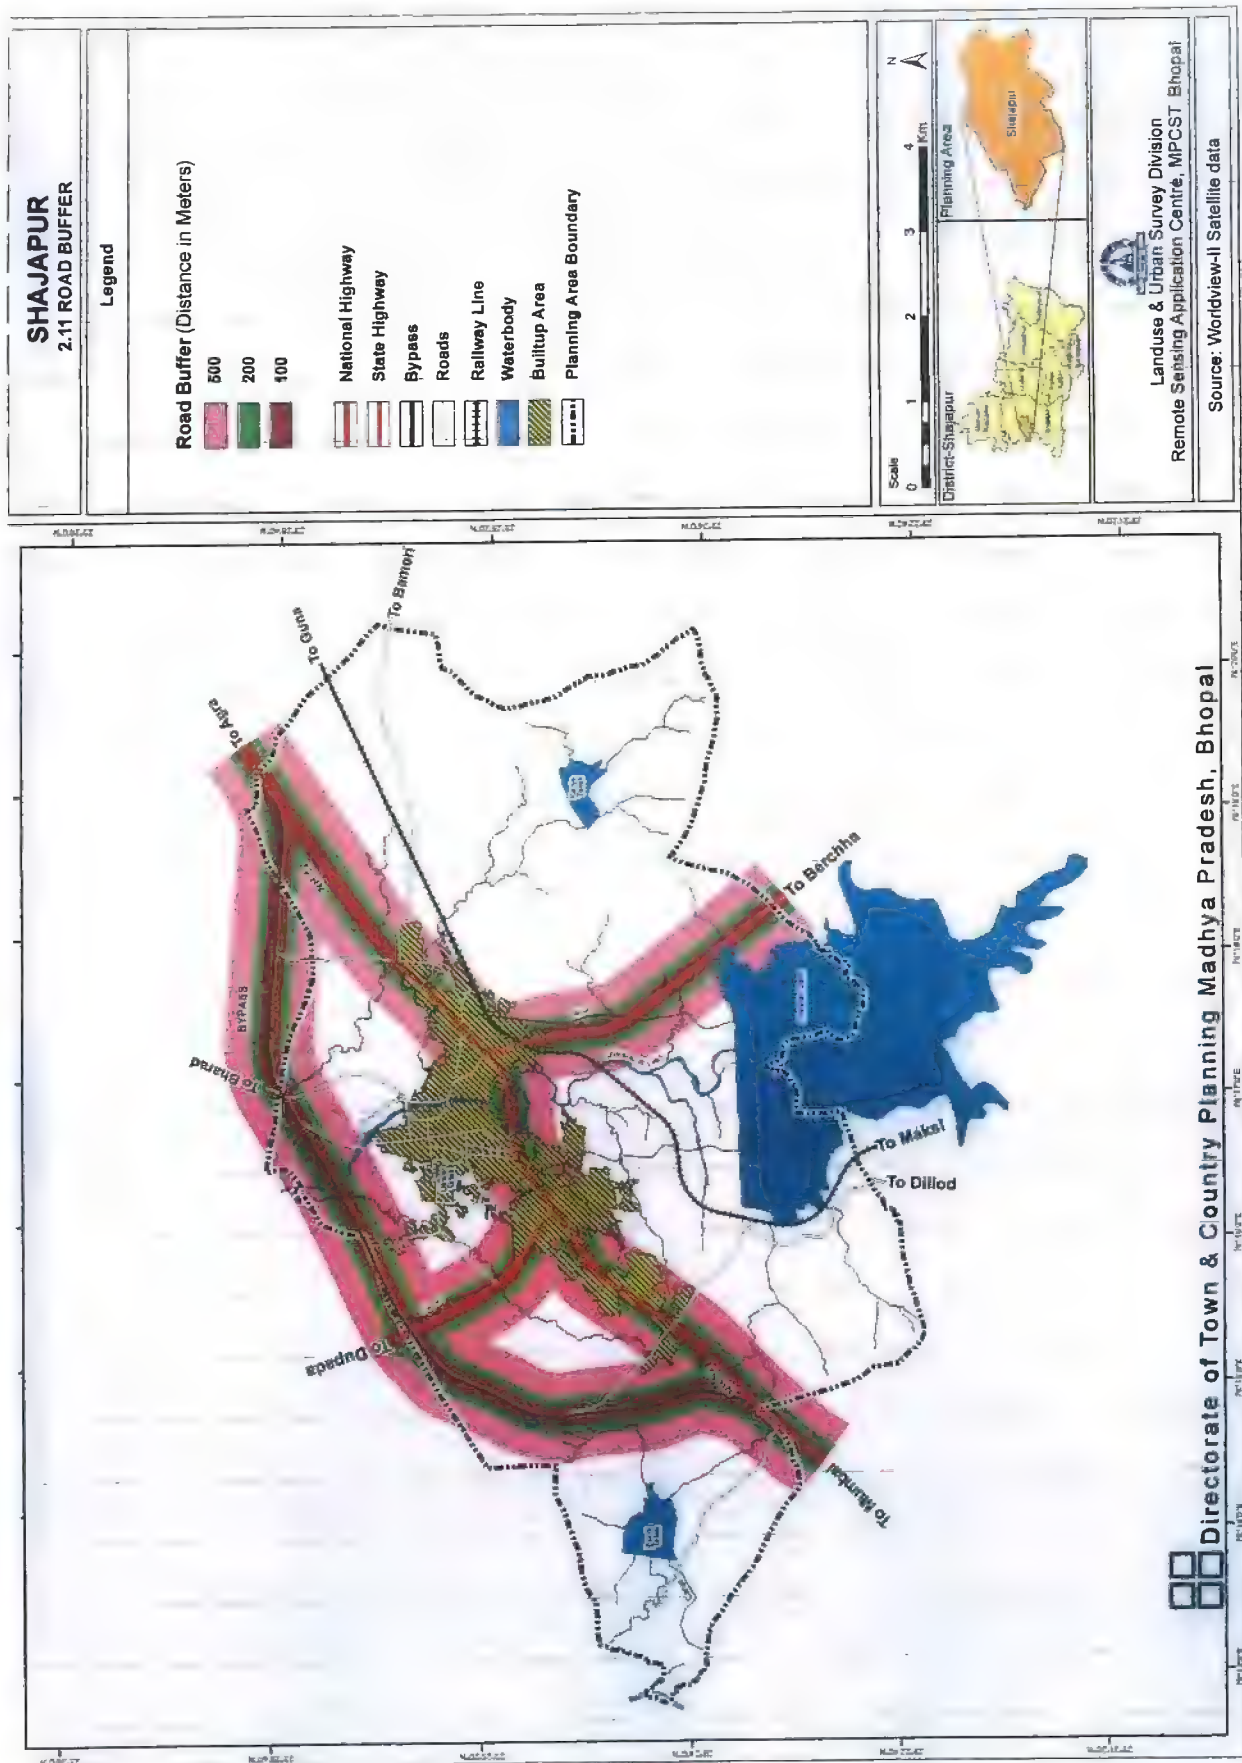 SHAJAPUR
2.11 ROAD BUFFER
Legend
Road Buffer (Distance in Meters)
500
200
100
National Highway
State Highway
Bypass
Roads
Railway Line
Waterbody
Builtup Area
Planning Area Boundary
Scale
N
0 1 2 3 4 Km
District-Shajapur
Planning Area
Shajapur
Landuse & Urban Survey Division
Remote Sensing Application Centre, MPCST Bhopal
Source: Worldview-II Satellite data
To Agra
To Guna
To Bamori
BYPASS
To Bharad
To Dupada
To Berchha
To Maksi
To Dillod
To Mumbai
Directorate of Town & Country Planning Madhya Pradesh, Bhopal